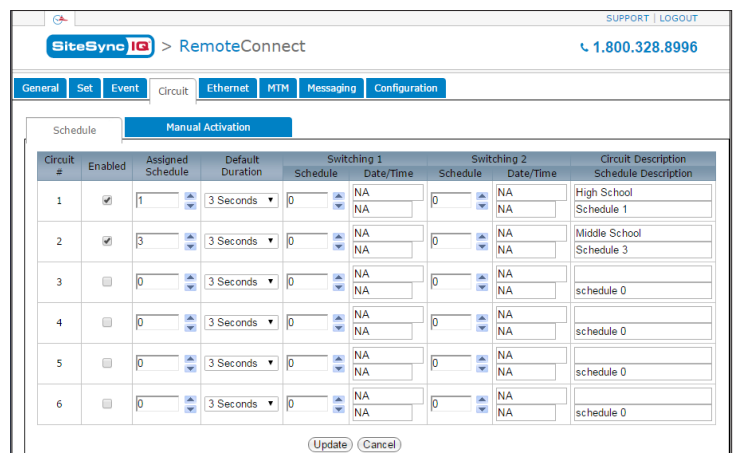 SUPPORT | LOGOUT
SiteSync IQ > RemoteConnect
1.800.328.8996
General Set Event Circuit Ethernet MTM Messaging Configuration
Schedule Manual Activation
Circuit # Enabled Assigned Schedule Default Duration Switching 1 Switching 2 Circuit Description
Schedule Date/Time Schedule Date/Time Schedule Description
1 1 3 Seconds 0 NA 0 NA High School
NA NA Schedule 1
2 3 3 Seconds 0 NA 0 NA Middle School
NA NA Schedule 3
3 0 3 Seconds 0 NA 0 NA
NA NA schedule 0
4 0 3 Seconds 0 NA 0 NA
NA NA schedule 0
5 0 3 Seconds 0 NA 0 NA
NA NA schedule 0
6 0 3 Seconds 0 NA 0 NA
NA NA schedule 0
Update Cancel